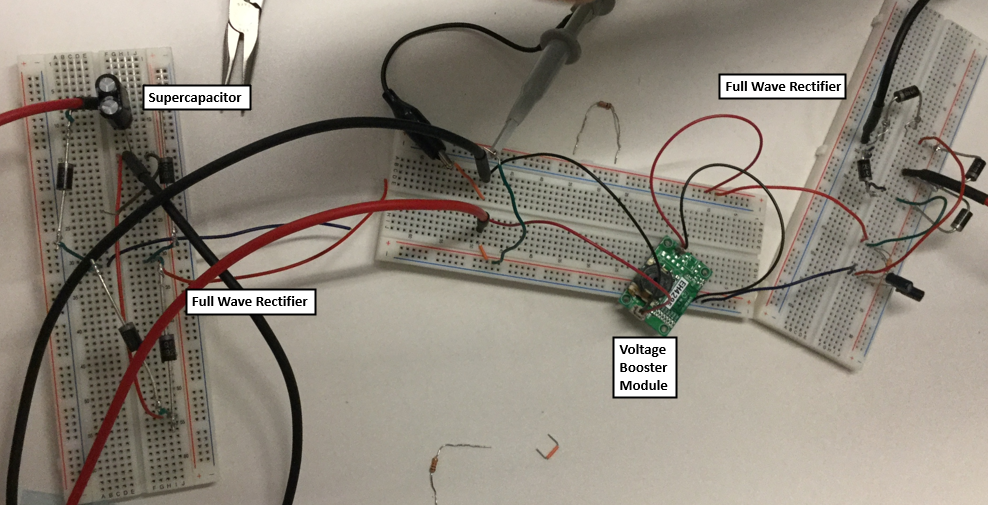 A B C D E
F G H I J
Supercapacitor
Full Wave Rectifier
Full Wave Rectifier
Voltage
Booster
Module
A B C D E
F G H I J